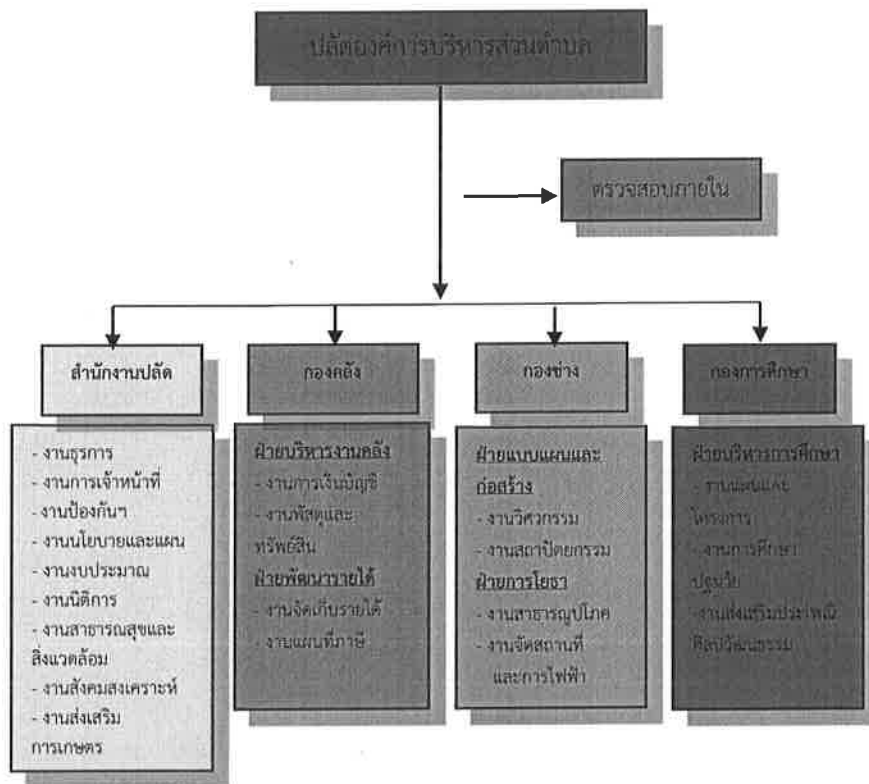 ปลัดองค์การบริหารส่วนตำบล
ตรวจสอบภายใน
สำนักงานปลัด
- งานธุรการ
- งานการเจ้าหน้าที่
-งานป้องกันฯ
- งานนโยบายและแผน
- งานงบประมาณ
- งานนิติการ
- งานสาธารณสุขและ
สิ่งแวดล้อม
- งานสังคมสงเคราะห์
- งานส่งเสริม
การเกษตร
กองคลัง
ฝ่ายบริหารงานคลัง
- งานการเงินบัญชี
- งานพัสดุและ
ทรัพย์สิน
ฝ่ายพัฒนารายได้
- งานจัดเก็บรายได้
- งานแผนที่ภาษี
กองช่าง
ฝ่ายแบบแผนและ
ก่อสร้าง
- งานวิศวกรรม
- งานสถาปัตยกรรม
ฝ่ายการโยธา
- งานสาธารณูปโภค
- งานจัดสถานที่
และการไฟฟ้า
กองการศึกษา
ฝ่ายบริหารการศึกษา
- งานแผนและ
โครงการ
- งานการศึกษา
ปฐมวัย
-งานส่งเสริมประเพณี
ศิลปวัฒนธรรม